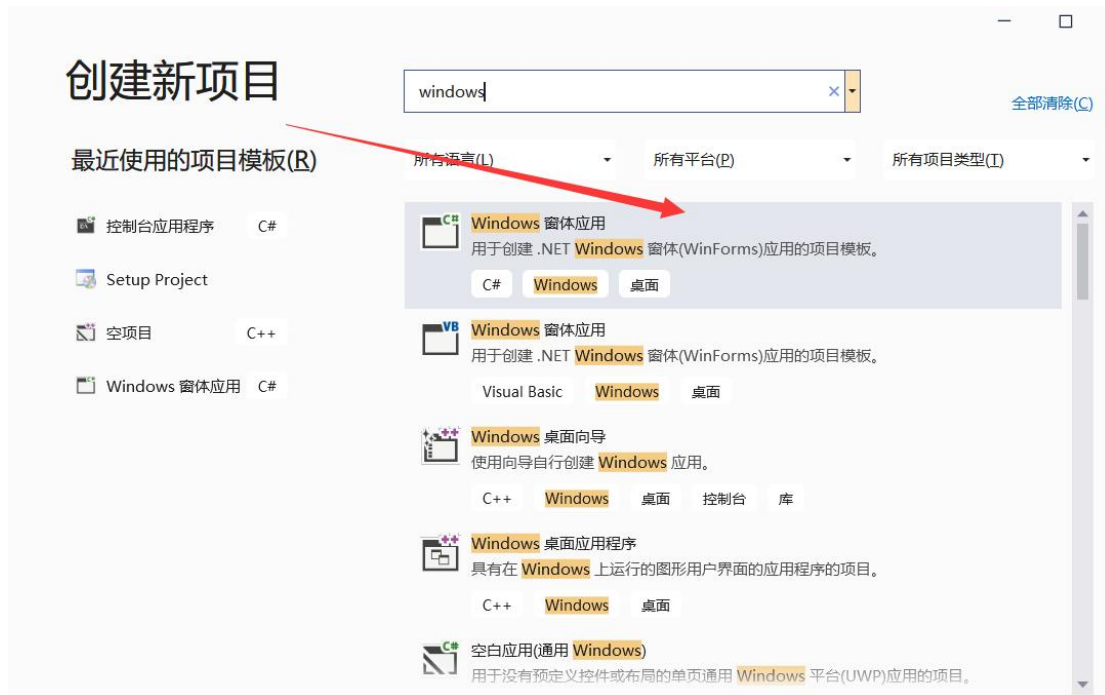 创建新项目
windows
全部清除(C)
最近使用的项目模板(R)
所有语言(L)
所有平台(P)
所有项目类型(T)
控制台应用程序 C#
Setup Project
空项目 C++
Windows 窗体应用 C#
Windows 窗体应用
用于创建 .NET Windows 窗体(WinForms)应用的项目模板。
C# Windows 桌面
Windows 窗体应用
用于创建 .NET Windows 窗体(WinForms)应用的项目模板。
Visual Basic Windows 桌面
Windows 桌面向导
使用向导自行创建 Windows 应用。
C++ Windows 桌面 控制台 库
Windows 桌面应用程序
具有在 Windows 上运行的图形用户界面的应用程序的项目。
C++ Windows 桌面
空白应用(通用 Windows)
用于没有预定义控件或布局的单页通用 Windows 平台(UWP)应用的项目。